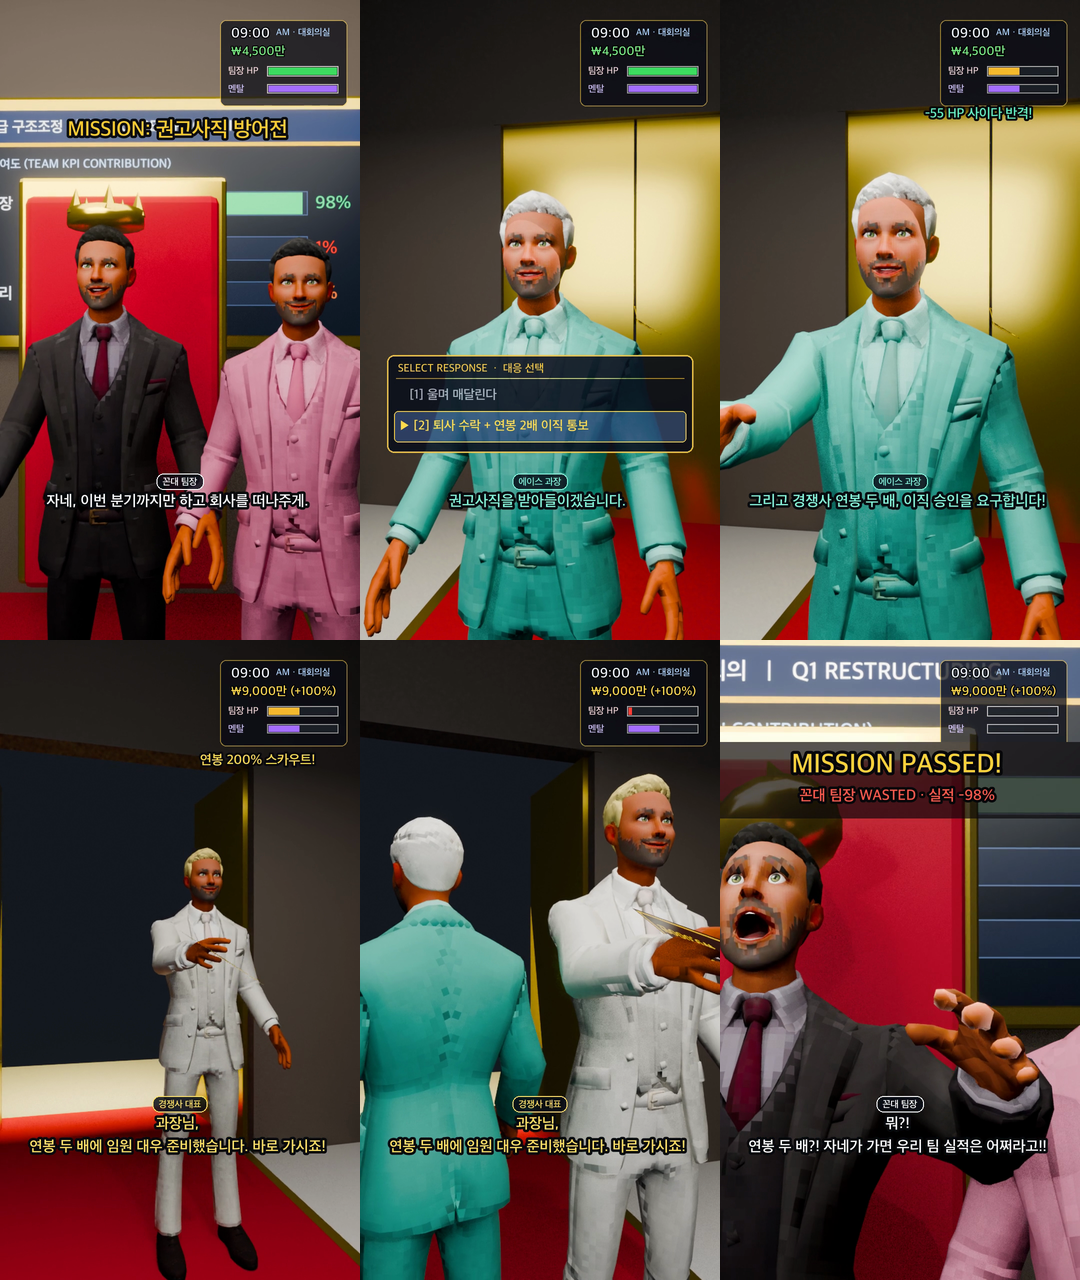 09:00 AM · 대회의실
₩4,500만
팀장 HP
멘탈
급 구조조정
MISSION: 권고사직 방어전
여도 (TEAM KPI CONTRIBUTION)
장
98%
1%
리
꼰대 팀장
자네, 이번 분기까지만 하고 회사를 떠나주게.
09:00 AM · 대회의실
₩4,500만
팀장 HP
멘탈
SELECT RESPONSE · 대응 선택
[1] 울며 매달린다
▶ [2] 퇴사 수락 + 연봉 2배 이직 통보
에이스 과장
권고사직을 받아들이겠습니다.
09:00 AM · 대회의실
₩4,500만
팀장 HP
멘탈
-55 HP 사이다 반격!
에이스 과장
그리고 경쟁사 연봉 두 배, 이직 승인을 요구합니다!
09:00 AM · 대회의실
₩9,000만 (+100%)
팀장 HP
멘탈
연봉 200% 스카우트!
경쟁사 대표
과장님,
연봉 두 배에 임원 대우 준비했습니다. 바로 가시죠!
09:00 AM · 대회의실
₩9,000만 (+100%)
팀장 HP
멘탈
경쟁사 대표
과장님,
연봉 두 배에 임원 대우 준비했습니다. 바로 가시죠!
의 | Q1 RESTRUCTURING
09:00 AM · 대회의실
₩9,000만 (+100%)
팀장 HP
멘탈
CONTRIBUTION)
MISSION PASSED!
꼰대 팀장 WASTED · 실적 -98%
꼰대 팀장
뭐?!
연봉 두 배?! 자네가 가면 우리 팀 실적은 어쩌라고!!